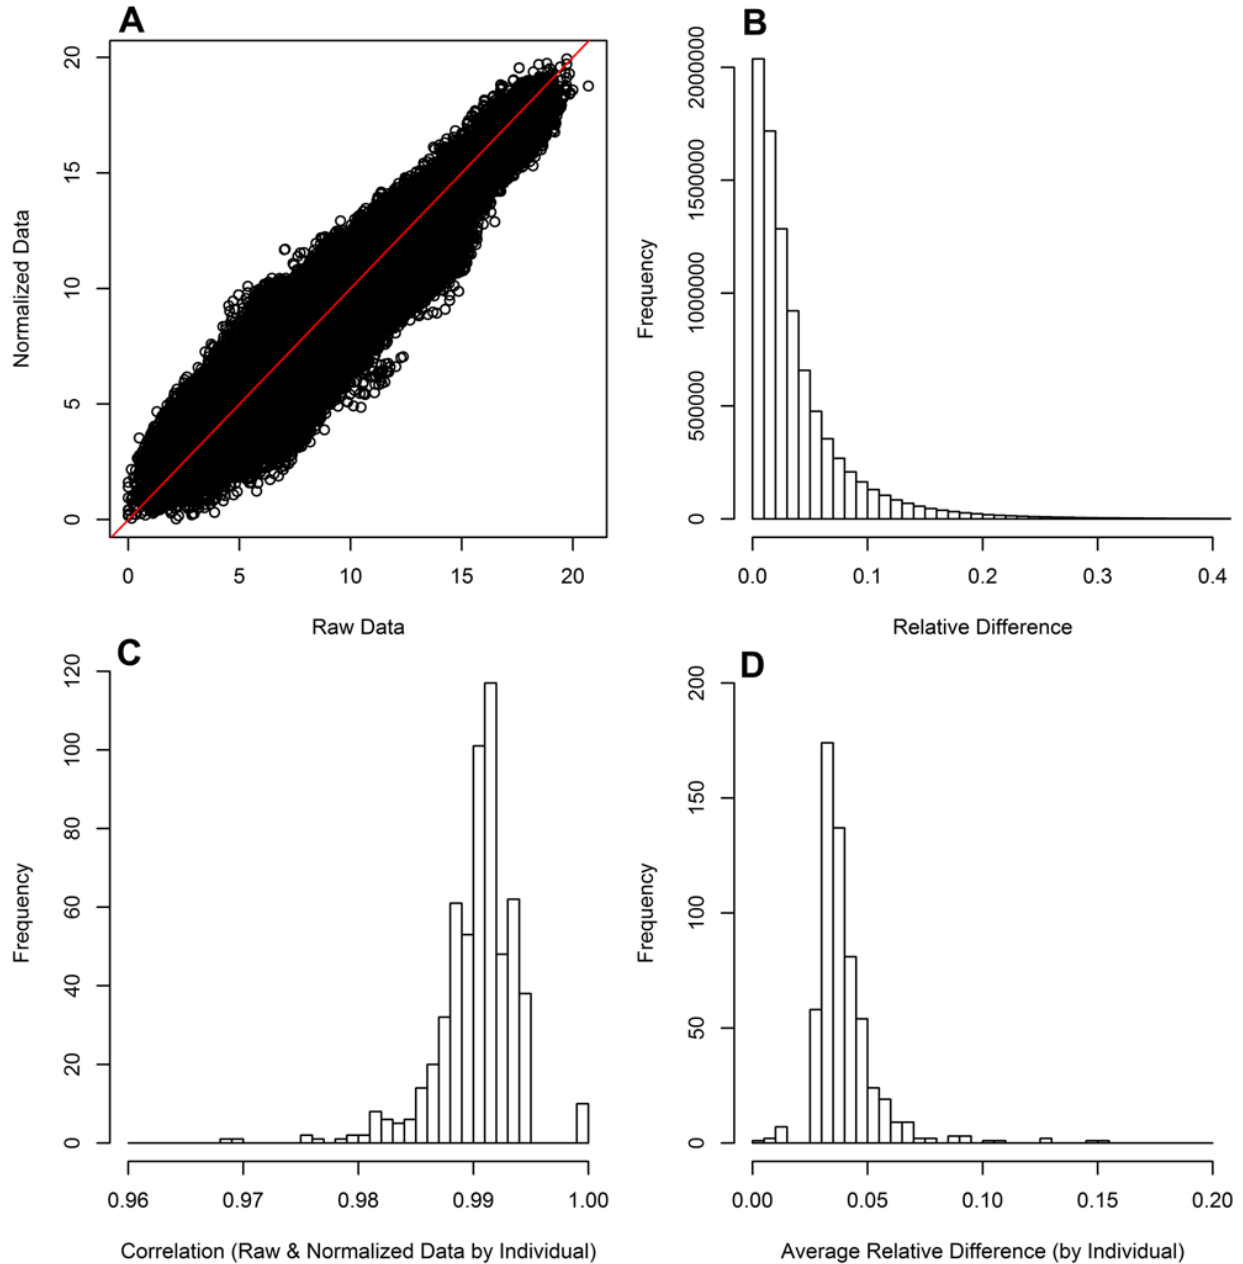 A
20
15
10
5
0
Normalized Data
0 5 10 15 20
Raw Data
B
2000000
1500000
1000000
500000
0
Frequency
0.0 0.1 0.2 0.3 0.4
Relative Difference
C
120
100
80
60
40
20
0
Frequency
0.96 0.97 0.98 0.99 1.00
Correlation (Raw & Normalized Data by Individual)
D
200
150
100
50
0
Frequency
0.00 0.05 0.10 0.15 0.20
Average Relative Difference (by Individual)